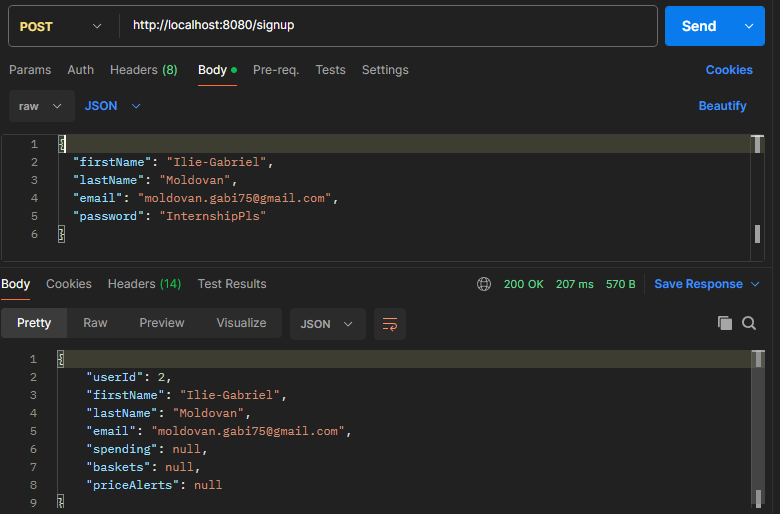 POST http://localhost:8080/signup Send
Params Auth Headers (8) Body Pre-req. Tests Settings Cookies
raw JSON Beautify
1 {
2 "firstName": "Ilie-Gabriel",
3 "lastName": "Moldovan",
4 "email": "moldovan.gabi75@gmail.com",
5 "password": "InternshipPls"
6 }
Body Cookies Headers (14) Test Results 200 OK 207 ms 570 B Save Response
Pretty Raw Preview Visualize JSON
1 {
2 "userId": 2,
3 "firstName": "Ilie-Gabriel",
4 "lastName": "Moldovan",
5 "email": "moldovan.gabi75@gmail.com",
6 "spending": null,
7 "baskets": null,
8 "priceAlerts": null
9 }